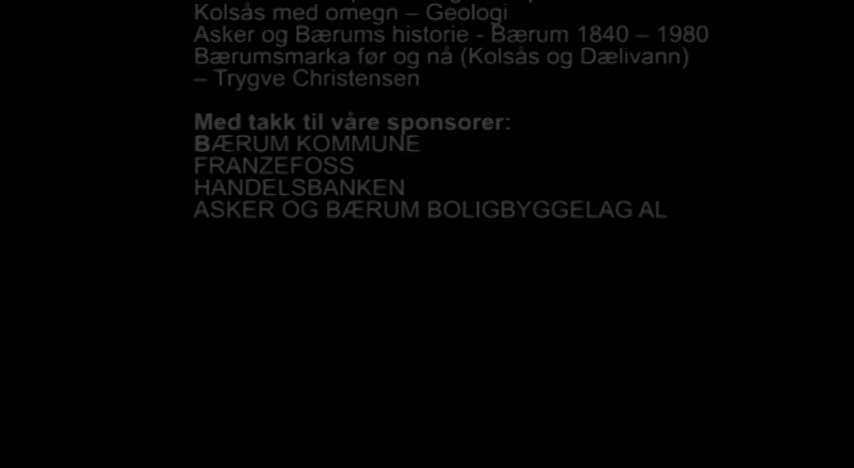 Kolsås med omegn – Geologi
Asker og Bærums historie - Bærum 1840 – 1980
Bærumsmarka før og nå (Kolsås og Dælivann)
– Trygve Christensen
Med takk til våre sponsorer:
BÆRUM KOMMUNE
FRANZEFOSS
HANDELSBANKEN
ASKER OG BÆRUM BOLIGBYGGELAG AL